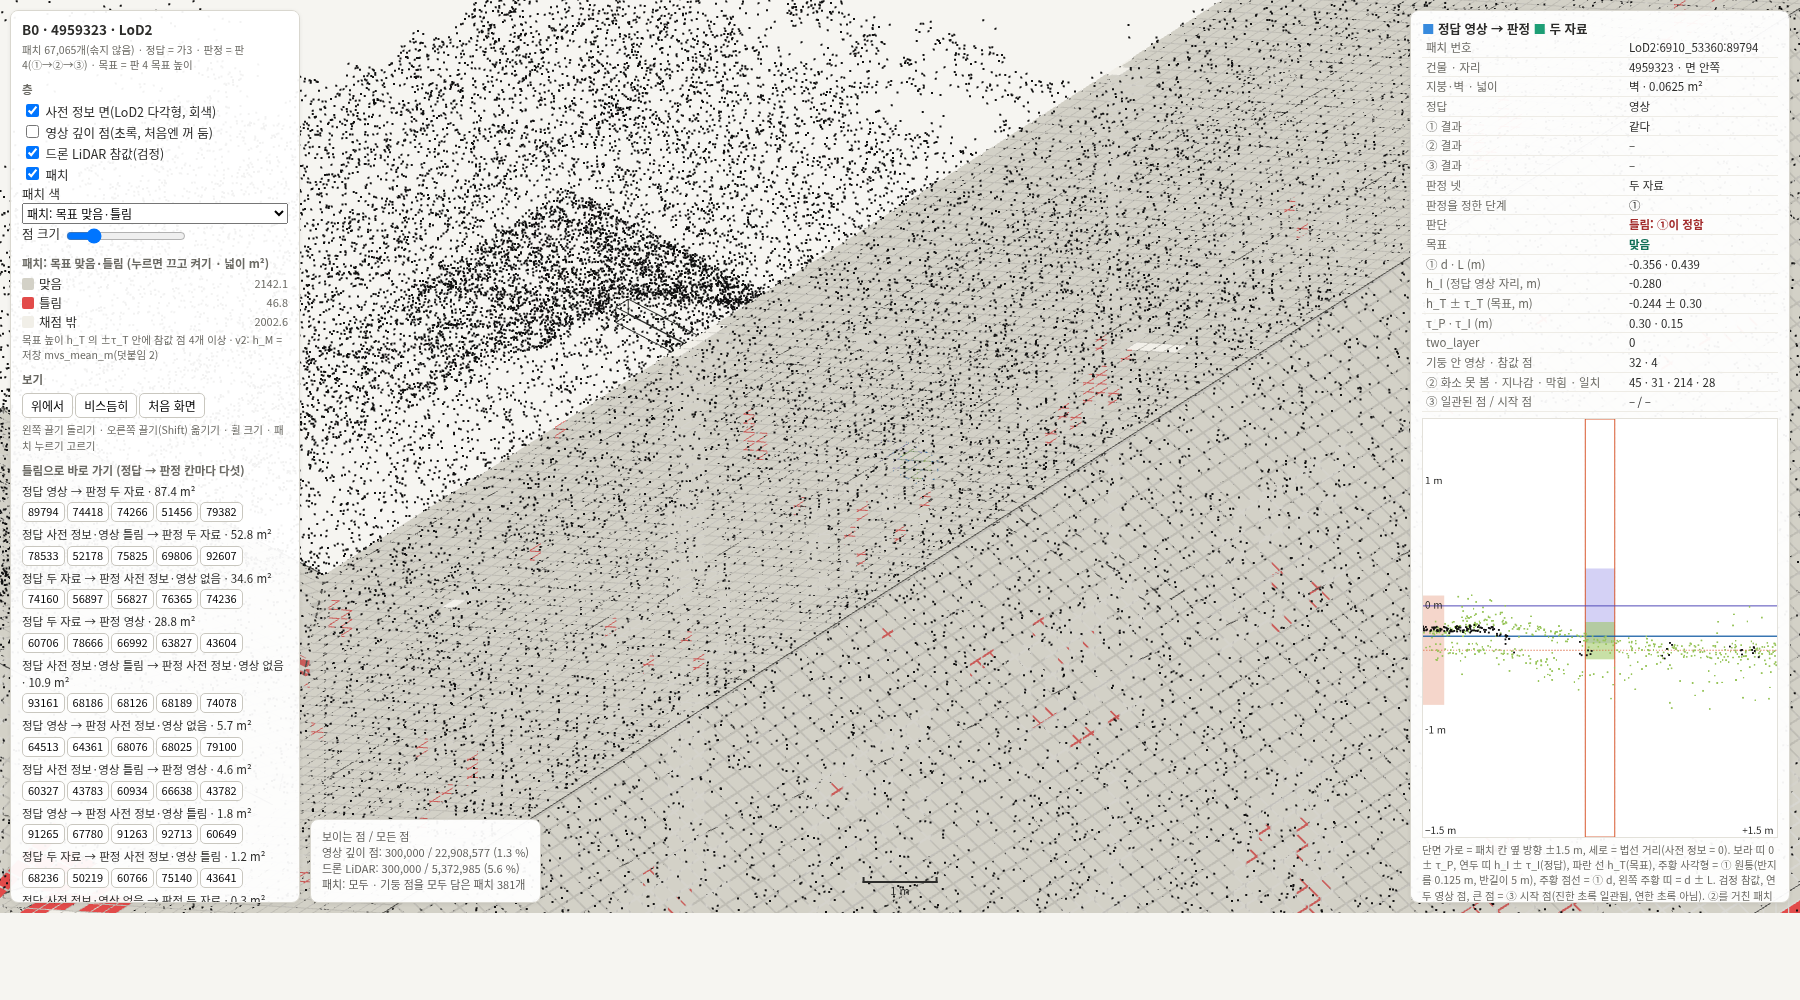 B0 · 4959323 · LoD2
패치 67,065개(솎지 않음) · 정답 = 가3 · 판정 = 판
4(①→②→③) · 목표 = 판 4 목표 높이
층
사전 정보 면(LoD2 다각형, 회색)
영상 깊이 점(초록, 처음엔 꺼 둠)
드론 LiDAR 참값(검정)
패치
패치 색
패치: 목표 맞음·틀림
점 크기
패치: 목표 맞음·틀림 (누르면 끄고 켜기 · 넓이 m²)
맞음 2142.1
틀림 46.8
채점 밖 2002.6
목표 높이 h_T 의 ±τ_T 안에 참값 점 4개 이상 · v2: h_M =
저장 mvs_mean_m(덧붙임 2)
보기
위에서 비스듬히 처음 화면
왼쪽 끌기 돌리기 · 오른쪽 끌기(Shift) 옮기기 · 휠 크기 · 패
치 누르기 고르기
틀림으로 바로 가기 (정답 → 판정 칸마다 다섯)
정답 영상 → 판정 두 자료 · 87.4 m²
89794 74418 74266 51456 79382
정답 사전 정보·영상 틀림 → 판정 두 자료 · 52.8 m²
78533 52178 75825 69806 92607
정답 두 자료 → 판정 사전 정보·영상 없음 · 34.6 m²
74160 56897 56827 76365 74236
정답 두 자료 → 판정 영상 · 28.8 m²
60706 78666 66992 63827 43604
정답 사전 정보·영상 틀림 → 판정 사전 정보·영상 없음
· 10.9 m²
93161 68186 68126 68189 74078
정답 영상 → 판정 사전 정보·영상 없음 · 5.7 m²
64513 64361 68076 68025 79100
정답 사전 정보·영상 틀림 → 판정 영상 · 4.6 m²
60327 43783 60934 66638 43782
정답 영상 → 판정 사전 정보·영상 틀림 · 1.8 m²
91265 67780 91263 92713 60649
정답 두 자료 → 판정 사전 정보·영상 틀림 · 1.2 m²
68236 50219 60766 75140 43641
정답 사전 정보·영상 없음 → 판정 두 자료 · 0.3 m²
보이는 점 / 모든 점
영상 깊이 점: 300,000 / 22,908,577 (1.3 %)
드론 LiDAR: 300,000 / 5,372,985 (5.6 %)
패치: 모두 · 기둥 점을 모두 담은 패치 381개
1 m
정답 영상 → 판정 두 자료
패치 번호 LoD2:6910_53360:89794
건물 · 자리 4959323 · 면 안쪽
지붕·벽 · 넓이 벽 · 0.0625 m²
정답 영상
① 결과 같다
② 결과 –
③ 결과 –
판정 넷 두 자료
판정을 정한 단계 ①
판단 틀림: ①이 정함
목표 맞음
① d · L (m) -0.356 · 0.439
h_I (정답 영상 자리, m) -0.280
h_T ± τ_T (목표, m) -0.244 ± 0.30
τ_P · τ_I (m) 0.30 · 0.15
two_layer 0
기둥 안 영상 · 참값 점 32 · 4
② 화소 못 봄 · 지나감 · 막힘 · 일치 45 · 31 · 214 · 28
③ 일관된 점 / 시작 점 – / –
1 m
0 m
-1 m
−1.5 m +1.5 m
단면 가로 = 패치 칸 옆 방향 ±1.5 m, 세로 = 법선 거리(사전 정보 = 0). 보라 띠 0
± τ_P, 연두 띠 h_I ± τ_I(정답), 파란 선 h_T(목표), 주황 사각형 = ① 원통(반지
름 0.125 m, 반길이 5 m), 주황 점선 = ① d, 왼쪽 주황 띠 = d ± L. 검정 참값, 연
두 영상 점, 큰 점 = ③ 시작 점(진한 초록 일관됨, 연한 초록 아님). ②를 거친 패치